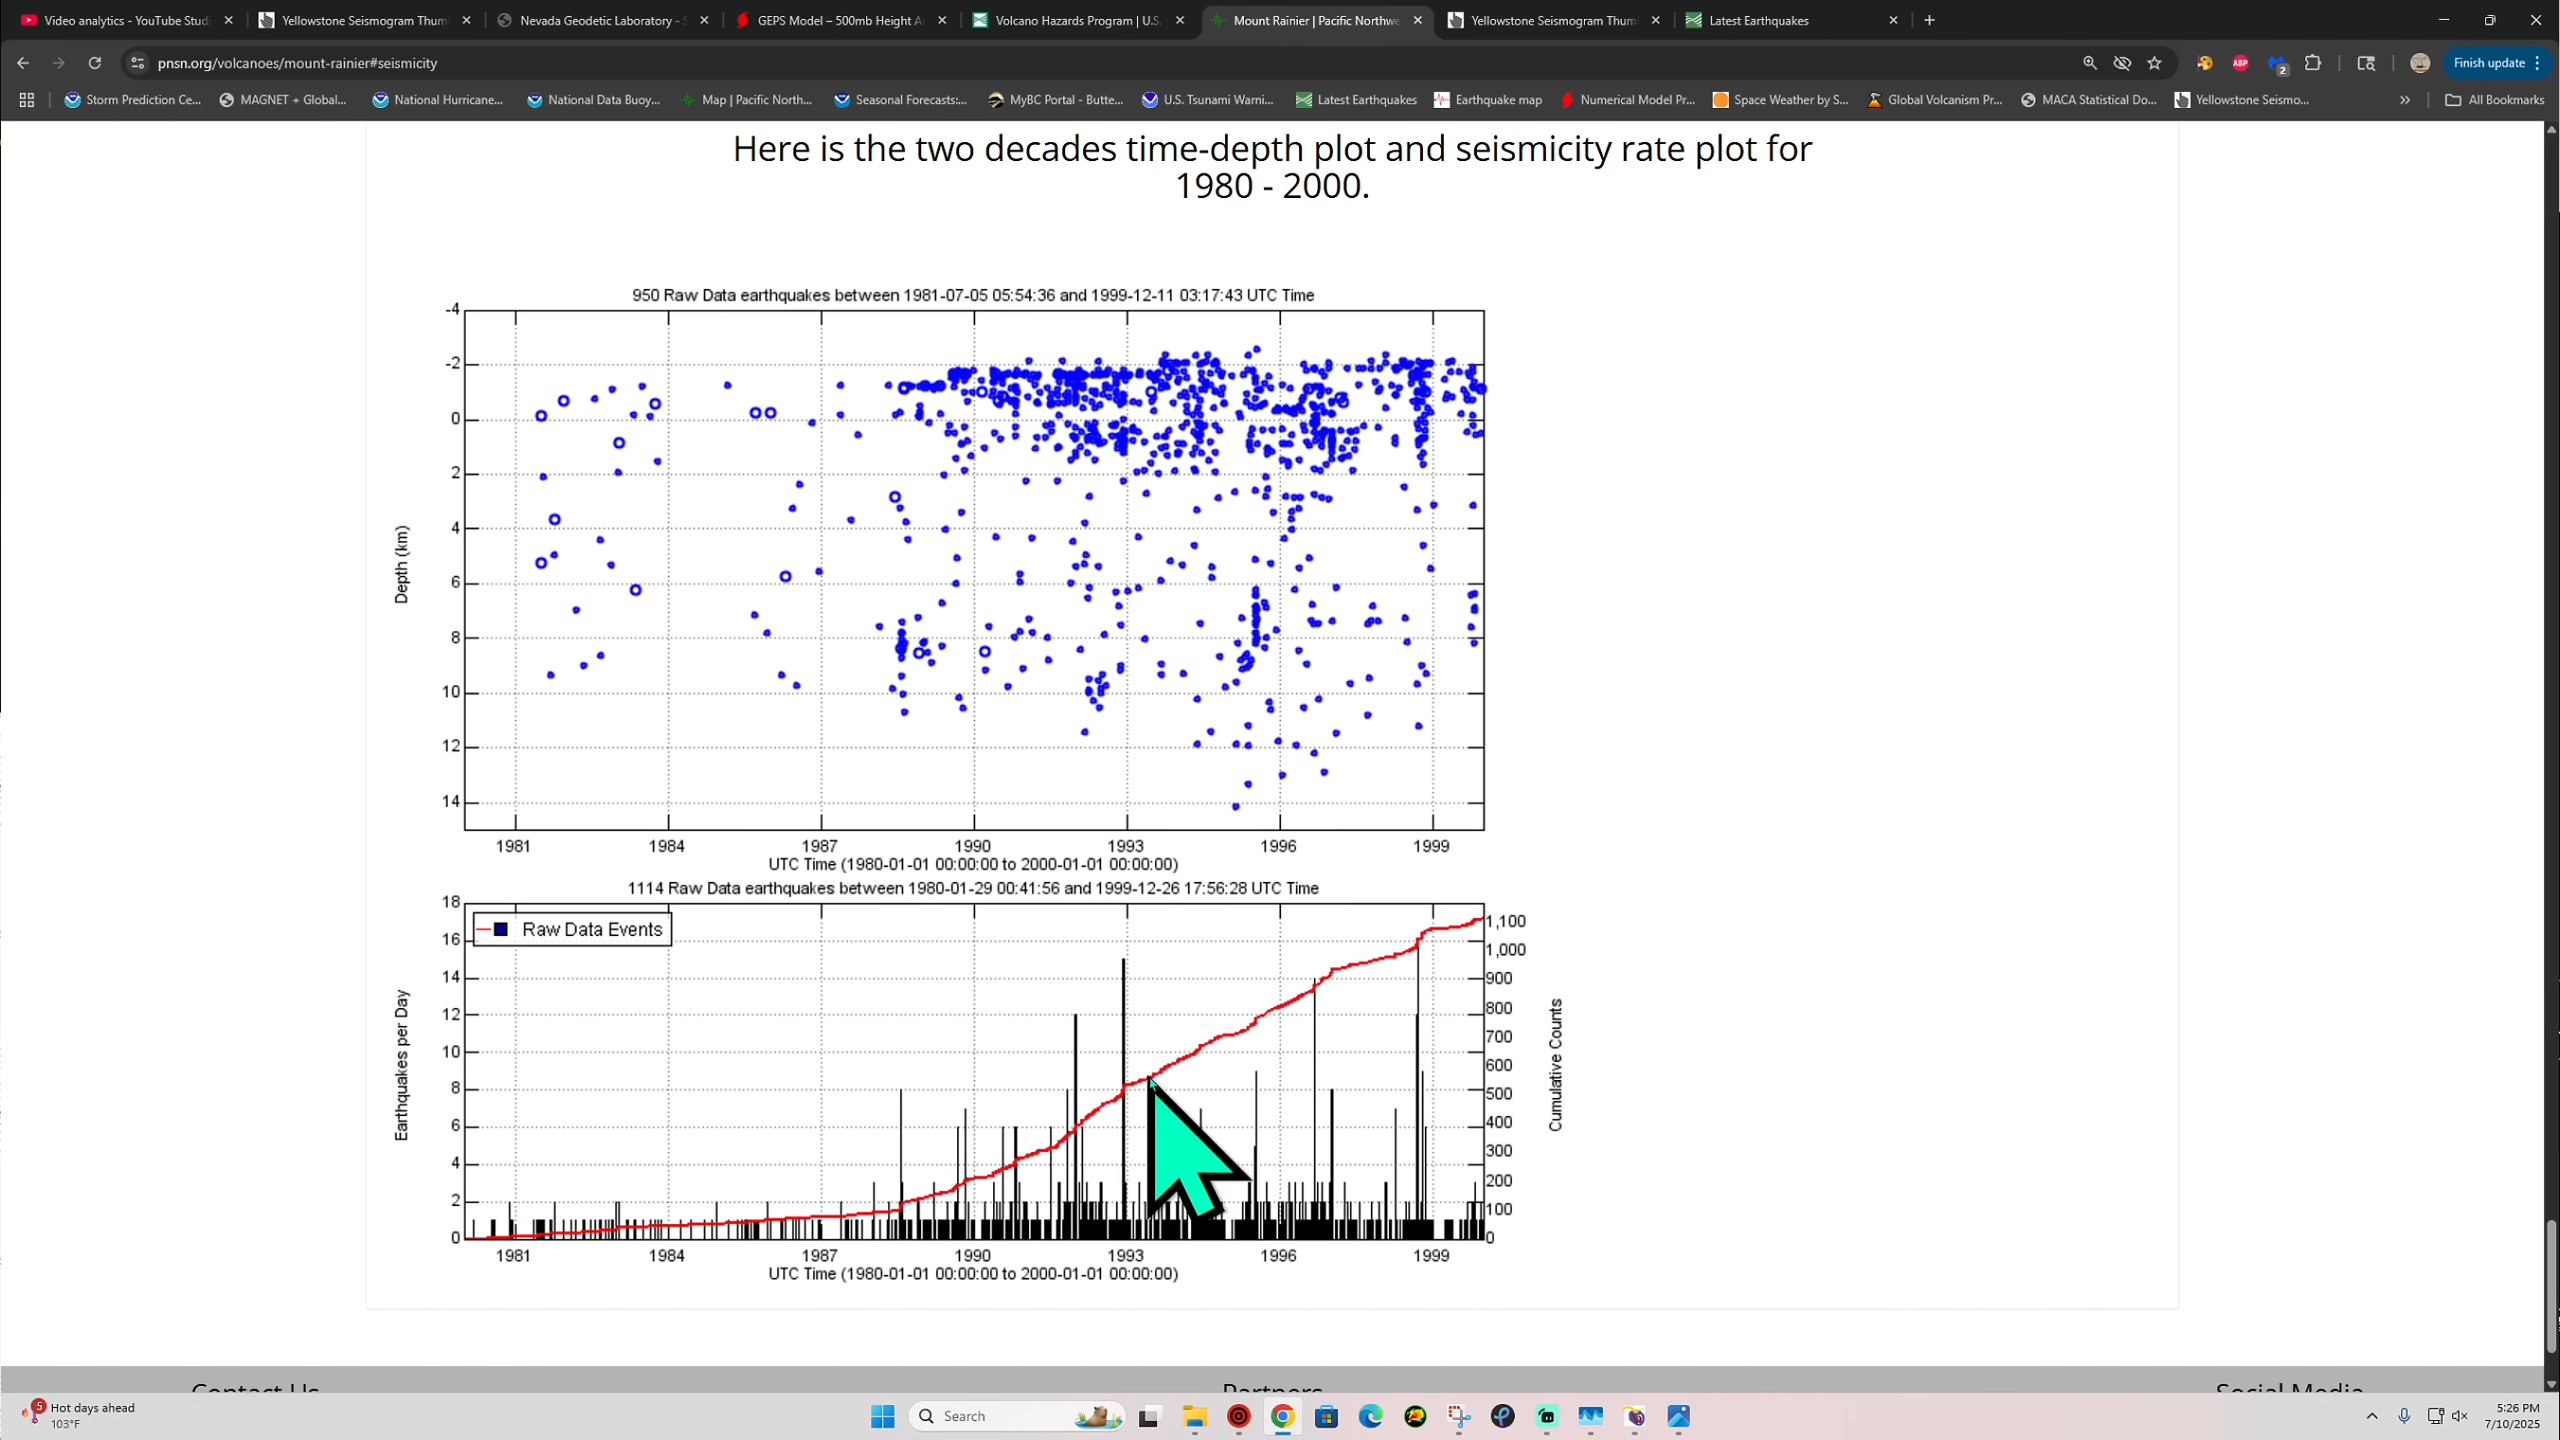 Video analytics - YouTube Studi
Yellowstone Seismogram Thum
Nevada Geodetic Laboratory - S
GEPS Model – 500mb Height A
Volcano Hazards Program | U.S.
Mount Rainier | Pacific Northwe
Yellowstone Seismogram Thum
Latest Earthquakes
pnsn.org/volcanoes/mount-rainier#seismicity
ABP
2
Finish update
Storm Prediction Ce...
MAGNET + Global...
National Hurricane...
National Data Buoy...
Map | Pacific North...
Seasonal Forecasts:...
MyBC Portal - Butte...
U.S. Tsunami Warni...
Latest Earthquakes
Earthquake map
Numerical Model Pr...
Space Weather by S...
Global Volcanism Pr...
MACA Statistical Do...
Yellowstone Seismo...
All Bookmarks
Here is the two decades time-depth plot and seismicity rate plot for
1980 - 2000.
950 Raw Data earthquakes between 1981-07-05 05:54:36 and 1999-12-11 03:17:43 UTC Time
-4
-2
0
2
4
6
8
10
12
14
Depth (km)
1981 1984 1987 1990 1993 1996 1999
UTC Time (1980-01-01 00:00:00 to 2000-01-01 00:00:00)
1114 Raw Data earthquakes between 1980-01-29 00:41:56 and 1999-12-26 17:56:28 UTC Time
Raw Data Events
18
16
14
12
10
8
6
4
2
0
Earthquakes per Day
1,100
1,000
900
800
700
600
500
400
300
200
100
0
Cumulative Counts
1981 1984 1987 1990 1993 1996 1999
UTC Time (1980-01-01 00:00:00 to 2000-01-01 00:00:00)
Contact Us
Partners
Social Media
5
Hot days ahead
103°F
Search
5:26 PM
7/10/2025